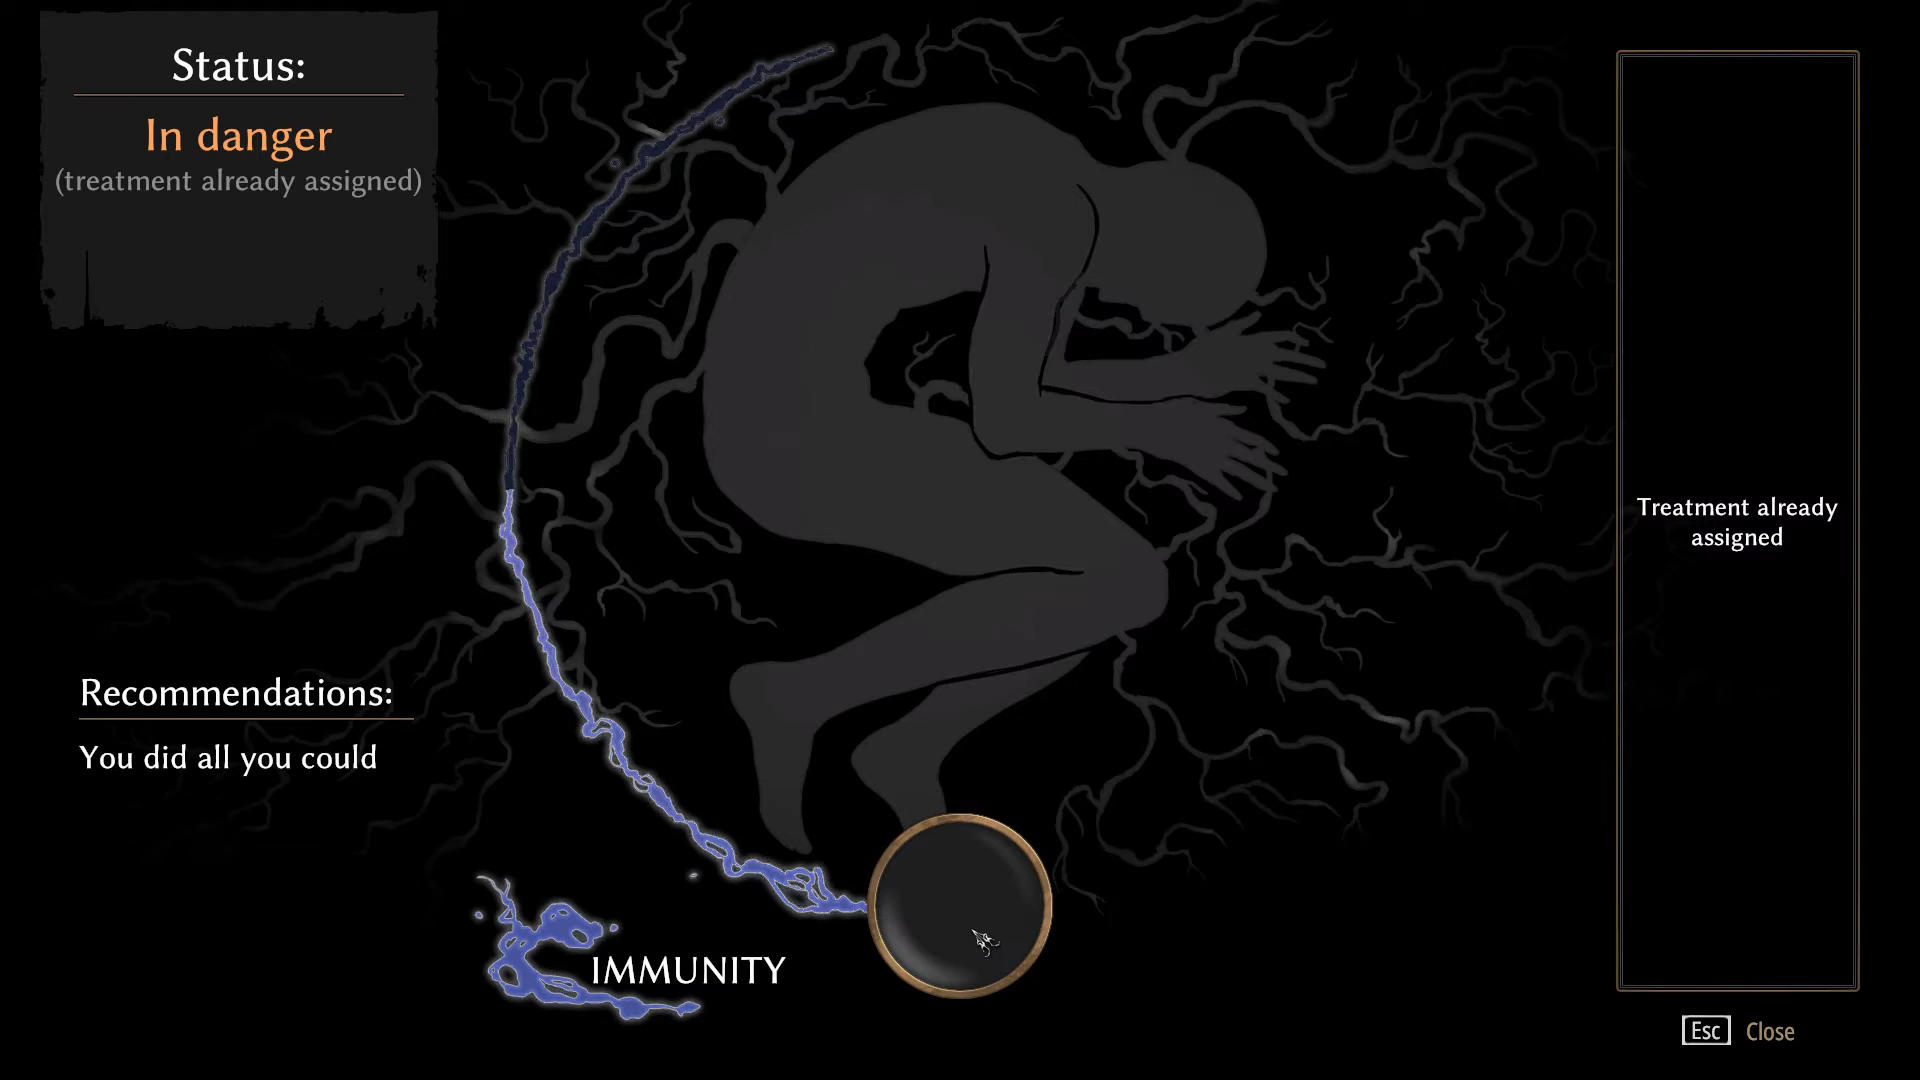 Status:
In danger
(treatment already assigned)
Recommendations:
You did all you could
IMMUNITY
Treatment already
assigned
Esc Close